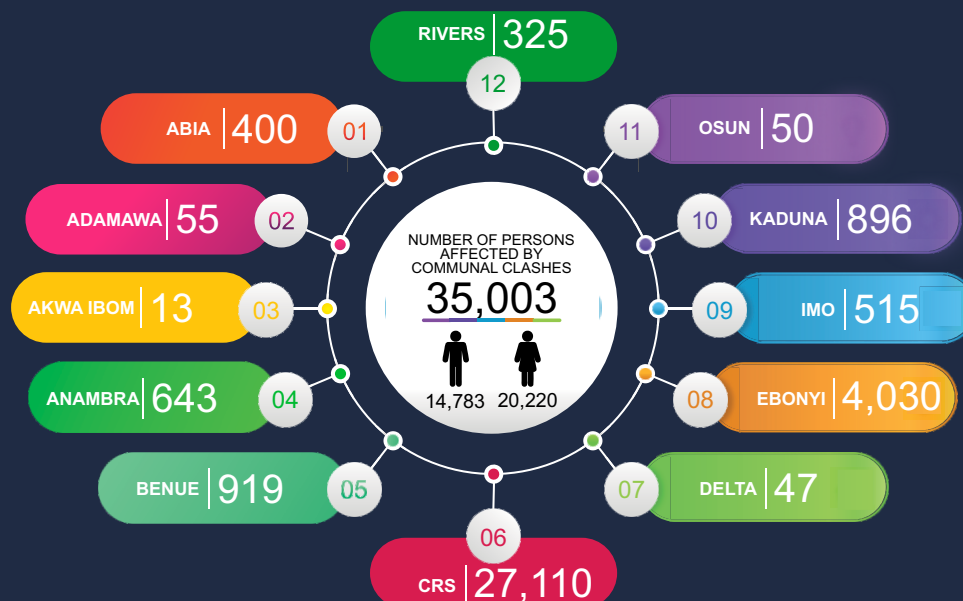 RIVERS 325
12
ABIA 400 01
11 OSUN 50
ADAMAWA 55 02
10 KADUNA 896
NUMBER OF PERSONS
AFFECTED BY
COMMUNAL CLASHES
35,003
14,783 20,220
AKWA IBOM 13 03
09 IMO 515
ANAMBRA 643 04
08 EBONYI 4,030
BENUE 919 05
07 DELTA 47
06
CRS 27,110